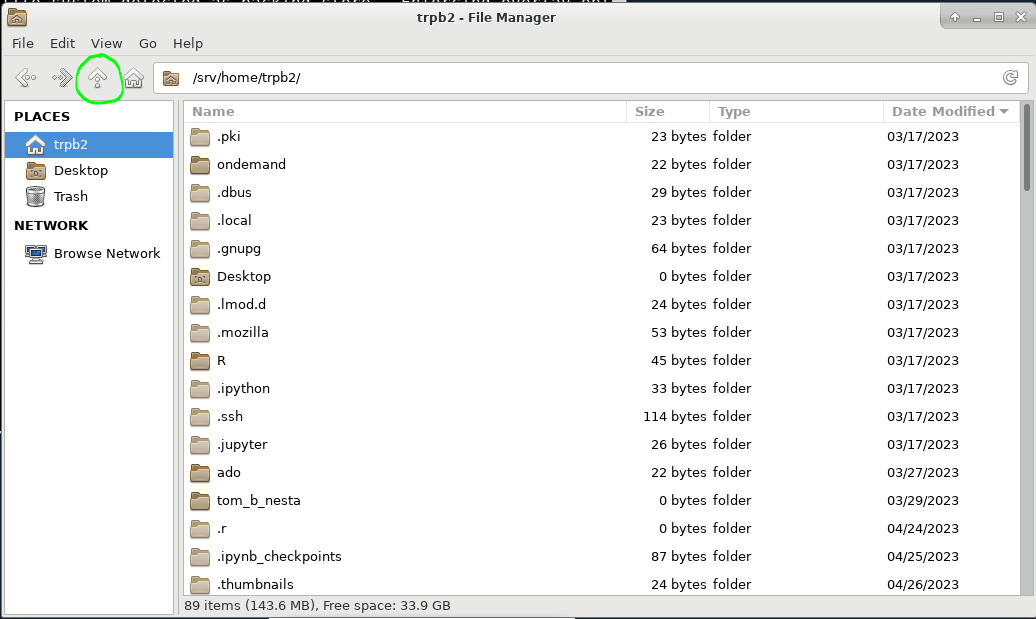 trpb2 - File Manager
File Edit View Go Help
/srv/home/trpb2/
PLACES
trpb2
Desktop
Trash
NETWORK
Browse Network
Name Size Type Date Modified
.pki 23 bytes folder 03/17/2023
ondemand 22 bytes folder 03/17/2023
.dbus 29 bytes folder 03/17/2023
.local 23 bytes folder 03/17/2023
.gnupg 64 bytes folder 03/17/2023
Desktop 0 bytes folder 03/17/2023
.lmod.d 24 bytes folder 03/17/2023
.mozilla 53 bytes folder 03/17/2023
R 45 bytes folder 03/17/2023
.ipython 33 bytes folder 03/17/2023
.ssh 114 bytes folder 03/17/2023
.jupyter 26 bytes folder 03/17/2023
ado 22 bytes folder 03/27/2023
tom_b_nesta 0 bytes folder 03/29/2023
.r 0 bytes folder 04/24/2023
.ipynb_checkpoints 87 bytes folder 04/25/2023
.thumbnails 24 bytes folder 04/26/2023
89 items (143.6 MB), Free space: 33.9 GB